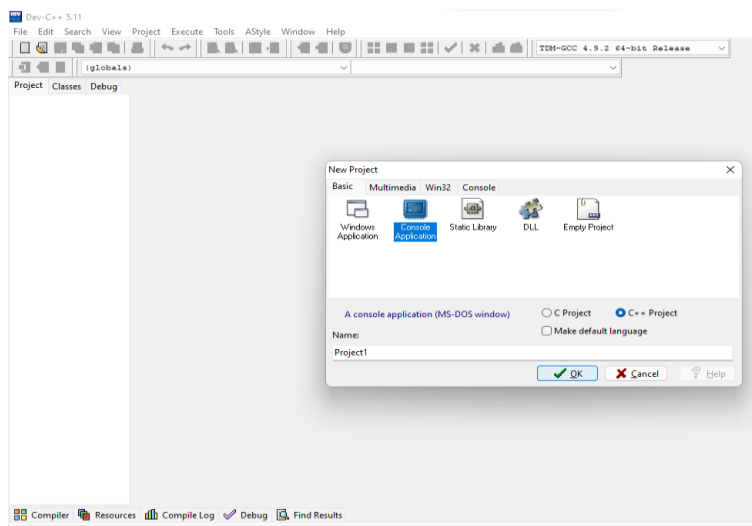 Dev-C++ 5.11
File Edit Search View Project Execute Tools AStyle Window Help
TDM-GCC 4.9.2 64-bit Release
(globals)
Project Classes Debug
New Project
Basic Multimedia Win32 Console
Windows Application
Console Application
Static Library
DLL
Empty Project
A console application (MS-DOS window)
C Project C++ Project
Make default language
Name:
Project1
OK Cancel Help
Compiler Resources Compile Log Debug Find Results